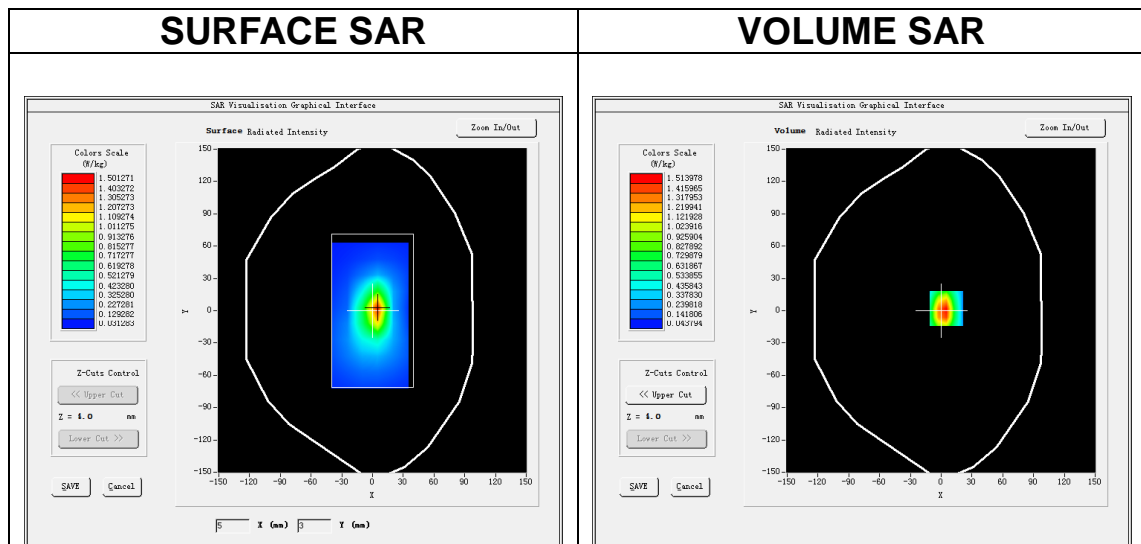 SURFACE SAR
SAR Visualisation Graphical Interface
Surface Radiated Intensity
Zoom In/Out
Colors Scale
(W/kg)
1.501271
1.403272
1.305273
1.207273
1.109274
1.011275
0.913276
0.815277
0.717277
0.619278
0.521279
0.423280
0.325280
0.227281
0.129282
0.031283
Z-Cuts Control
<< Upper Cut
Z = 4.0 mm
Lower Cut >>
SAVE Cancel
150
120
90
60
30
0
-30
-60
-90
-120
-150
Y
-150 -120 -90 -60 -30 0 30 60 90 120 150
X
5 X (mm) 3 Y (mm)
VOLUME SAR
SAR Visualisation Graphical Interface
Volume Radiated Intensity
Zoom In/Out
Colors Scale
(W/kg)
1.513978
1.415965
1.317953
1.219941
1.121928
1.023916
0.925904
0.827892
0.729879
0.631867
0.533855
0.435843
0.337830
0.239818
0.141806
0.043794
Z-Cuts Control
<< Upper Cut
Z = 4.0 mm
Lower Cut >>
SAVE Cancel
150
120
90
60
30
0
-30
-60
-90
-120
-150
Y
-150 -120 -90 -60 -30 0 30 60 90 120 150
X